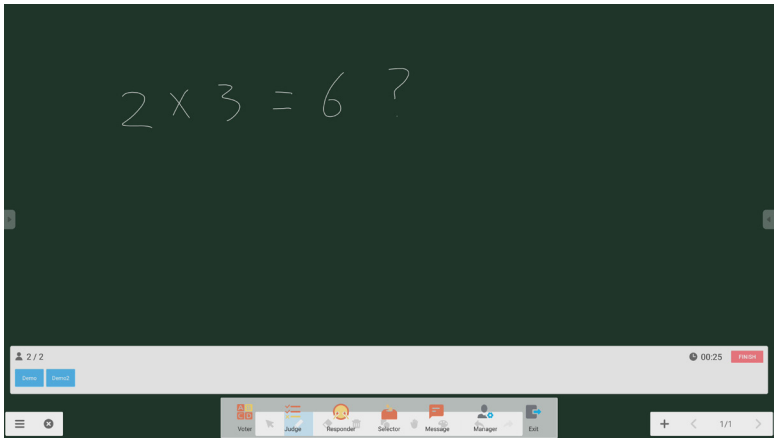 2 x 3 = 6 ?
2 / 2
00:25
FINISH
Demo
Demo2
A B C D
Voter
Judge
Responder
Selector
Message
Manager
Exit
1/1